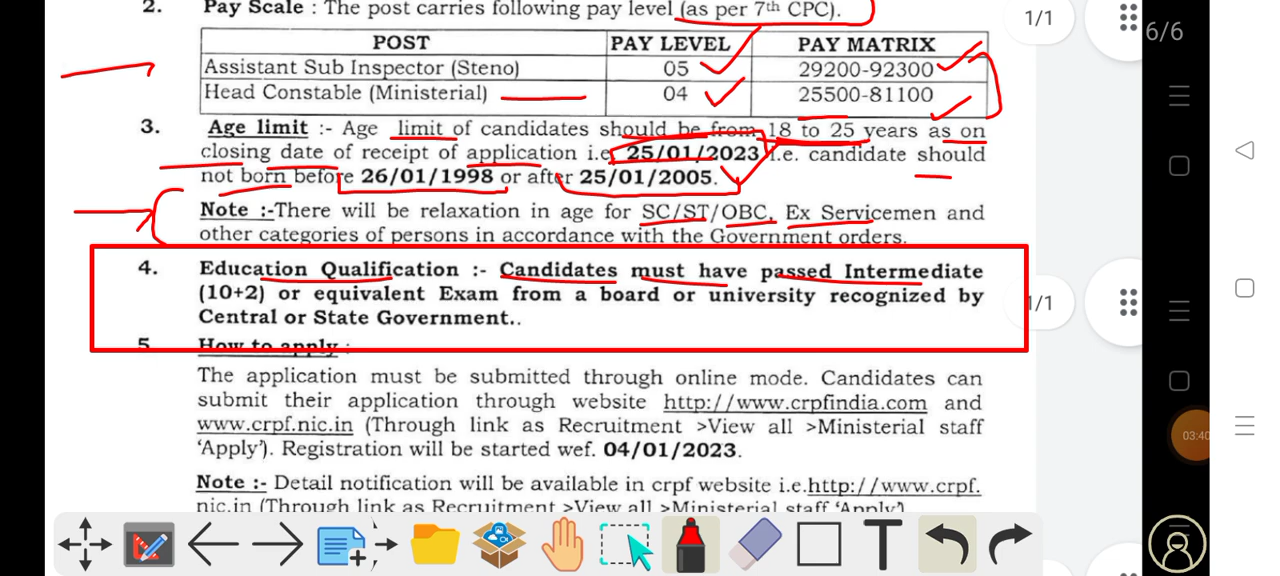 2. Pay Scale : The post carries following pay level (as per 7th CPC).
POST PAY LEVEL PAY MATRIX
Assistant Sub Inspector (Steno) 05 29200-92300
Head Constable (Ministerial) 04 25500-81100
3. Age limit :- Age limit of candidates should be from 18 to 25 years as on
closing date of receipt of application i.e 25/01/2023 i.e. candidate should
not born before 26/01/1998 or after 25/01/2005.
Note :-There will be relaxation in age for SC/ST/OBC, Ex Servicemen and
other categories of persons in accordance with the Government orders.
4. Education Qualification :- Candidates must have passed Intermediate
(10+2) or equivalent Exam from a board or university recognized by
Central or State Government..
5. How to apply :
The application must be submitted through online mode. Candidates can
submit their application through website http://www.crpfindia.com and
www.crpf.nic.in (Through link as Recruitment >View all >Ministerial staff
‘Apply’). Registration will be started wef. 04/01/2023.
Note :- Detail notification will be available in crpf website i.e.http://www.crpf.
nic.in (Through link as Recruitment >View all >Ministerial staff ‘Apply’)
1/1
6/6
1/1
03:40
T